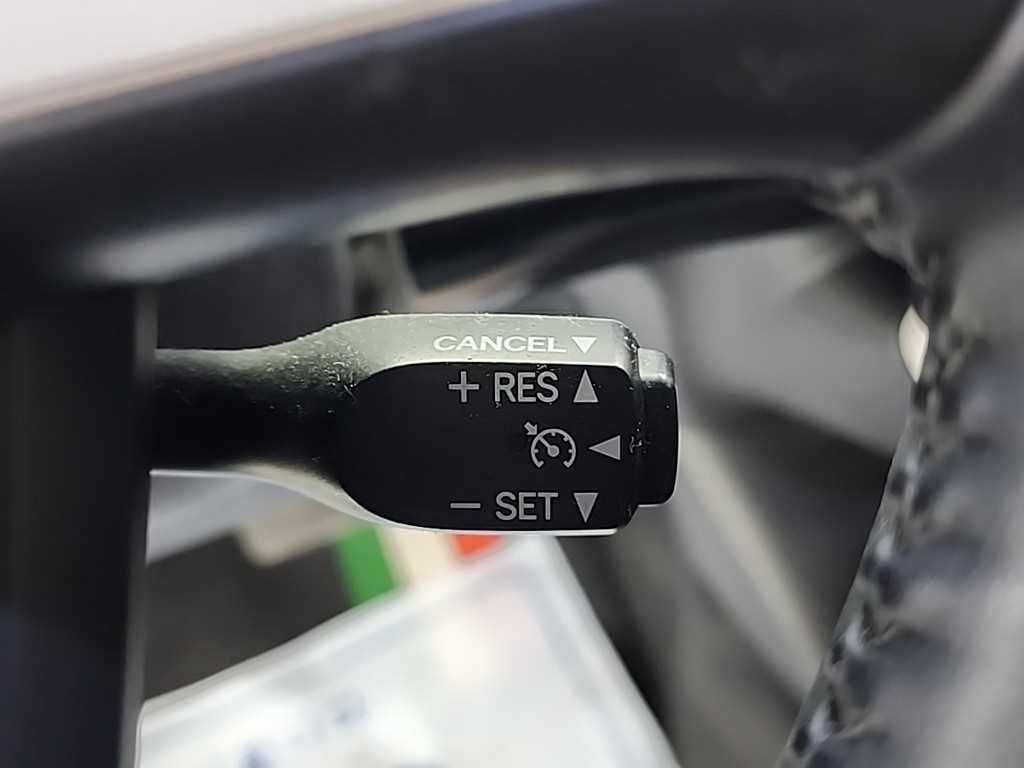 CANCEL▼
+ RES ▲
◀
− SET ▼